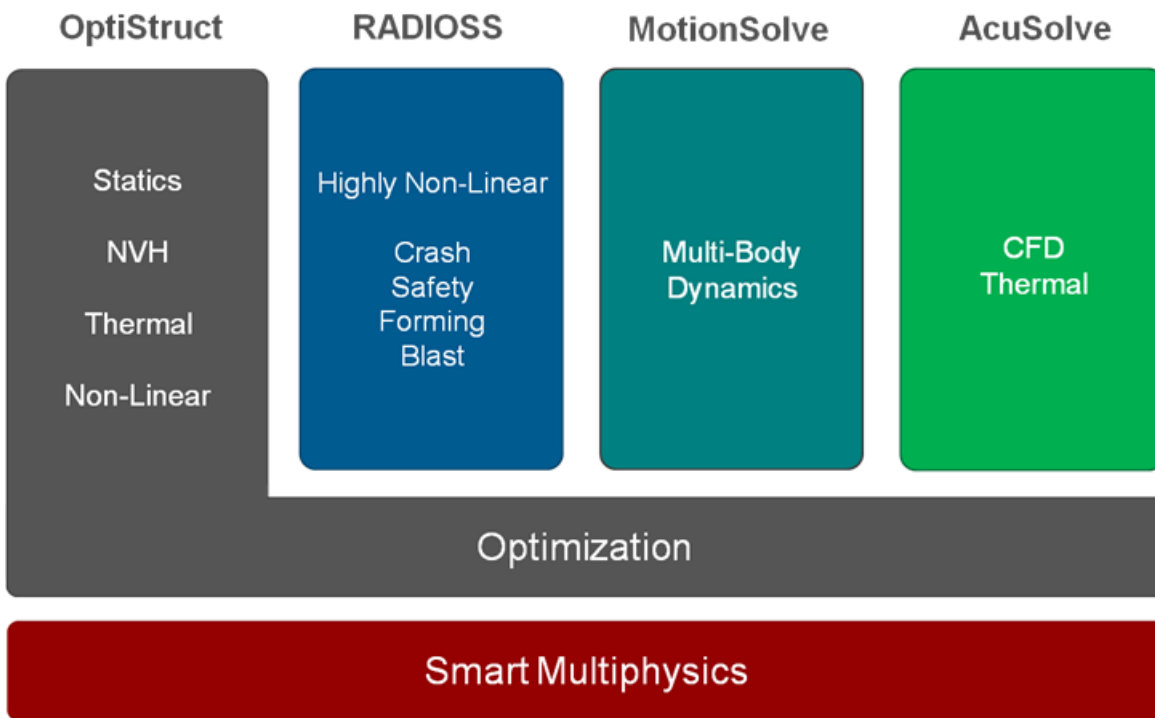 OptiStruct
RADIOSS
MotionSolve
AcuSolve
Statics
NVH
Thermal
Non-Linear
Highly Non-Linear
Crash
Safety
Forming
Blast
Multi-Body
Dynamics
CFD
Thermal
Optimization
Smart Multiphysics